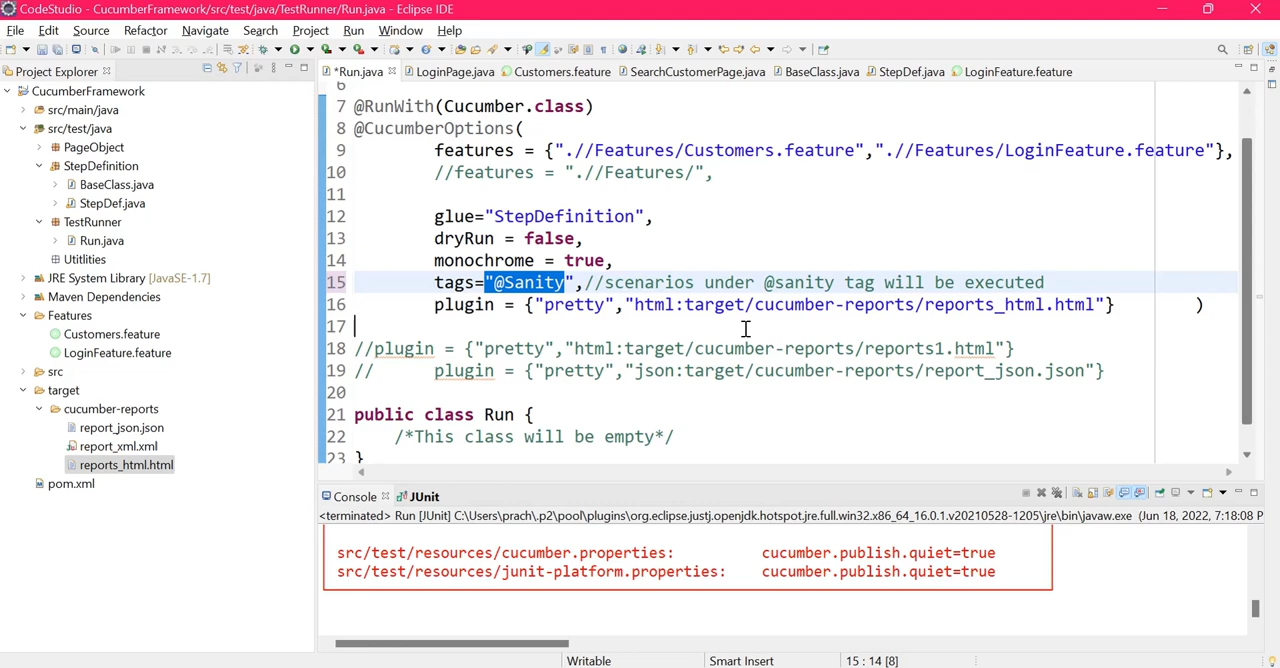 CodeStudio - CucumberFramework/src/test/java/TestRunner/Run.java - Eclipse IDE
File Edit Source Refactor Navigate Search Project Run Window Help
Project Explorer
*Run.java LoginPage.java Customers.feature SearchCustomerPage.java BaseClass.java StepDef.java LoginFeature.feature
CucumberFramework
src/main/java
src/test/java
PageObject
StepDefinition
BaseClass.java
StepDef.java
TestRunner
Run.java
Utitlities
JRE System Library [JavaSE-1.7]
Maven Dependencies
Features
Customers.feature
LoginFeature.feature
src
target
cucumber-reports
report_json.json
report_xml.xml
reports_html.html
pom.xml
6
7 @RunWith(Cucumber.class)
8 @CucumberOptions(
9 features = {".//Features/Customers.feature",".//Features/LoginFeature.feature"},
10 //features = ".//Features/",
11
12 glue="StepDefinition",
13 dryRun = false,
14 monochrome = true,
15 tags="@Sanity",//scenarios under @sanity tag will be executed
16 plugin = {"pretty","html:target/cucumber-reports/reports_html.html"} )
17
18 //plugin = {"pretty","html:target/cucumber-reports/reports1.html"}
19 // plugin = {"pretty","json:target/cucumber-reports/report_json.json"}
20
21 public class Run {
22 /*This class will be empty*/
23 }
Console JUnit
<terminated> Run [JUnit] C:\Users\prach\.p2\pool\plugins\org.eclipse.justj.openjdk.hotspot.jre.full.win32.x86_64_16.0.1.v20210528-1205\jre\bin\javaw.exe (Jun 18, 2022, 7:18:08 P
src/test/resources/cucumber.properties: cucumber.publish.quiet=true
src/test/resources/junit-platform.properties: cucumber.publish.quiet=true
Writable Smart Insert 15 : 14 [8]